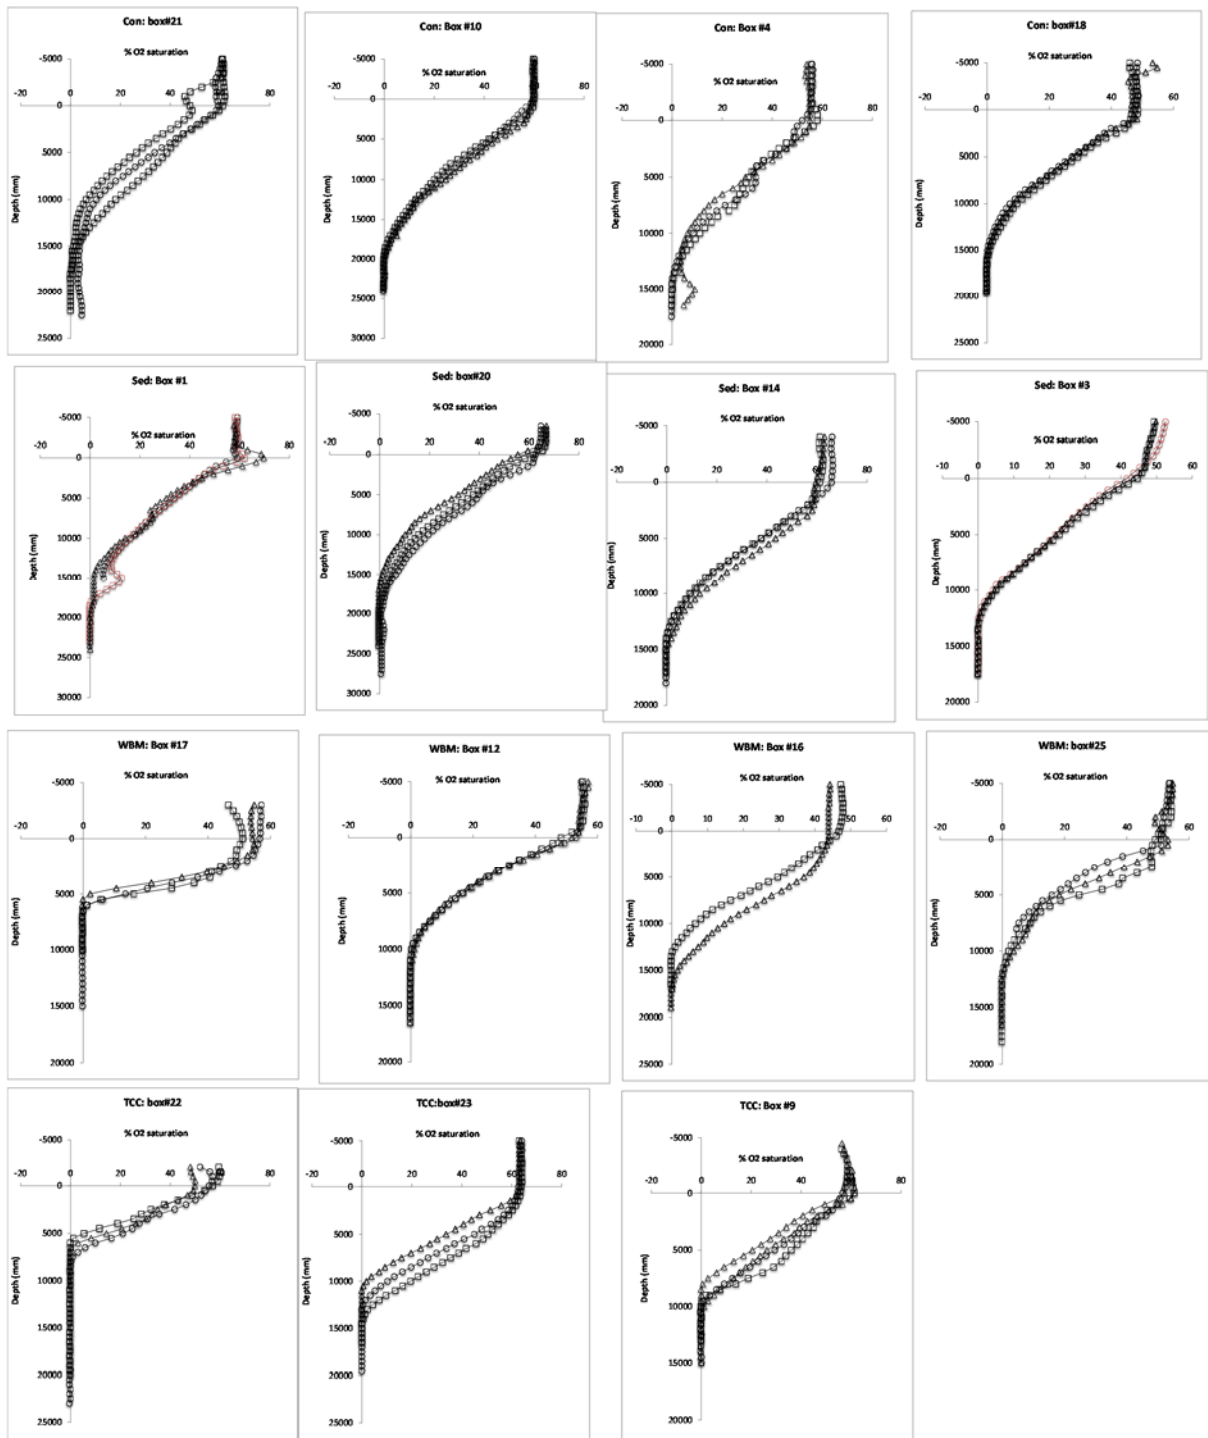 Con: box#21
% O2 saturation
-20 0 20 40 60 80
-5000
0
5000
10000
15000
20000
25000
Depth (mm)
Con: Box #10
% O2 saturation
-20 0 20 40 60 80
-5000
0
5000
10000
15000
20000
25000
30000
Depth (mm)
Con: Box #4
% O2 saturation
-20 0 20 40 60 80
-5000
0
5000
10000
15000
20000
Depth (mm)
Con: box#18
% O2 saturation
-20 0 20 40 60
-5000
0
5000
10000
15000
20000
25000
Depth (mm)
Sed: Box #1
% O2 saturation
-20 0 20 40 60 80
-5000
0
5000
10000
15000
20000
25000
30000
Depth (mm)
Sed: box#20
% O2 saturation
-20 0 20 40 60 80
-5000
0
5000
10000
15000
20000
25000
30000
Depth (mm)
Sed: Box #14
% O2 saturation
-20 0 20 40 60 80
-5000
0
5000
10000
15000
20000
Depth (mm)
Sed: Box #3
% O2 saturation
-10 0 10 20 30 40 50 60
-5000
0
5000
10000
15000
20000
Depth (mm)
WBM: Box #17
% O2 saturation
-20 0 20 40 60 80
-5000
0
5000
10000
15000
20000
Depth (mm)
WBM: Box #12
% O2 saturation
-20 0 20 40 60
-5000
0
5000
10000
15000
20000
Depth (mm)
WBM: Box #16
% O2 saturation
-10 0 10 20 30 40 50 60
-5000
0
5000
10000
15000
20000
25000
Depth (mm)
WBM: box#25
% O2 saturation
-20 0 20 40 60
-5000
0
5000
10000
15000
20000
Depth (mm)
TCC: box#22
% O2 saturation
-20 0 20 40 60 80
-5000
0
5000
10000
15000
20000
25000
Depth (mm)
TCC:box#23
% O2 saturation
-20 0 20 40 60 80
-5000
0
5000
10000
15000
20000
25000
Depth (mm)
TCC: Box #9
% O2 saturation
-20 0 20 40 60 80
-5000
0
5000
10000
15000
20000
Depth (mm)